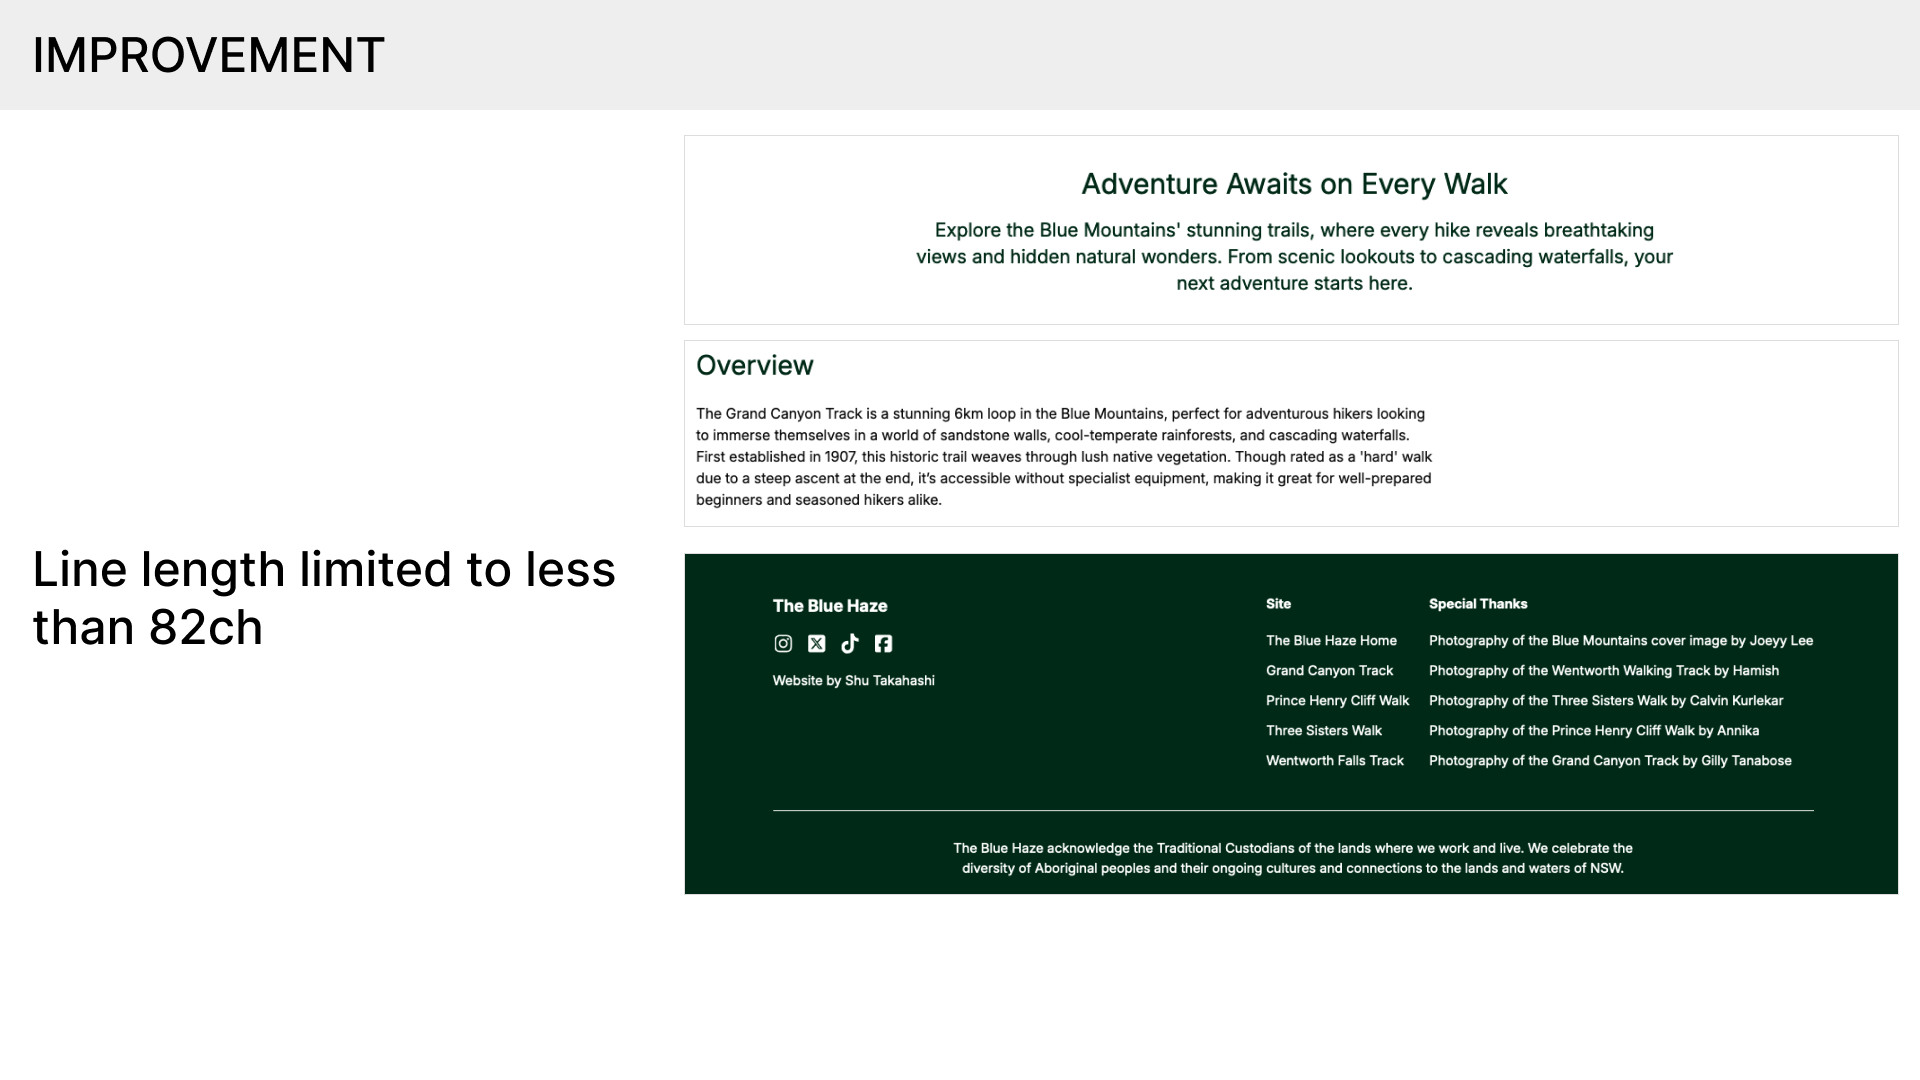 IMPROVEMENT
Line length limited to less
than 82ch
Adventure Awaits on Every Walk
Explore the Blue Mountains' stunning trails, where every hike reveals breathtaking
views and hidden natural wonders. From scenic lookouts to cascading waterfalls, your
next adventure starts here.
Overview
The Grand Canyon Track is a stunning 6km loop in the Blue Mountains, perfect for adventurous hikers looking
to immerse themselves in a world of sandstone walls, cool-temperate rainforests, and cascading waterfalls.
First established in 1907, this historic trail weaves through lush native vegetation. Though rated as a 'hard' walk
due to a steep ascent at the end, it’s accessible without specialist equipment, making it great for well-prepared
beginners and seasoned hikers alike.
The Blue Haze
Website by Shu Takahashi
Site
The Blue Haze Home
Grand Canyon Track
Prince Henry Cliff Walk
Three Sisters Walk
Wentworth Falls Track
Special Thanks
Photography of the Blue Mountains cover image by Joeyy Lee
Photography of the Wentworth Walking Track by Hamish
Photography of the Three Sisters Walk by Calvin Kurlekar
Photography of the Prince Henry Cliff Walk by Annika
Photography of the Grand Canyon Track by Gilly Tanabose
The Blue Haze acknowledge the Traditional Custodians of the lands where we work and live. We celebrate the
diversity of Aboriginal peoples and their ongoing cultures and connections to the lands and waters of NSW.